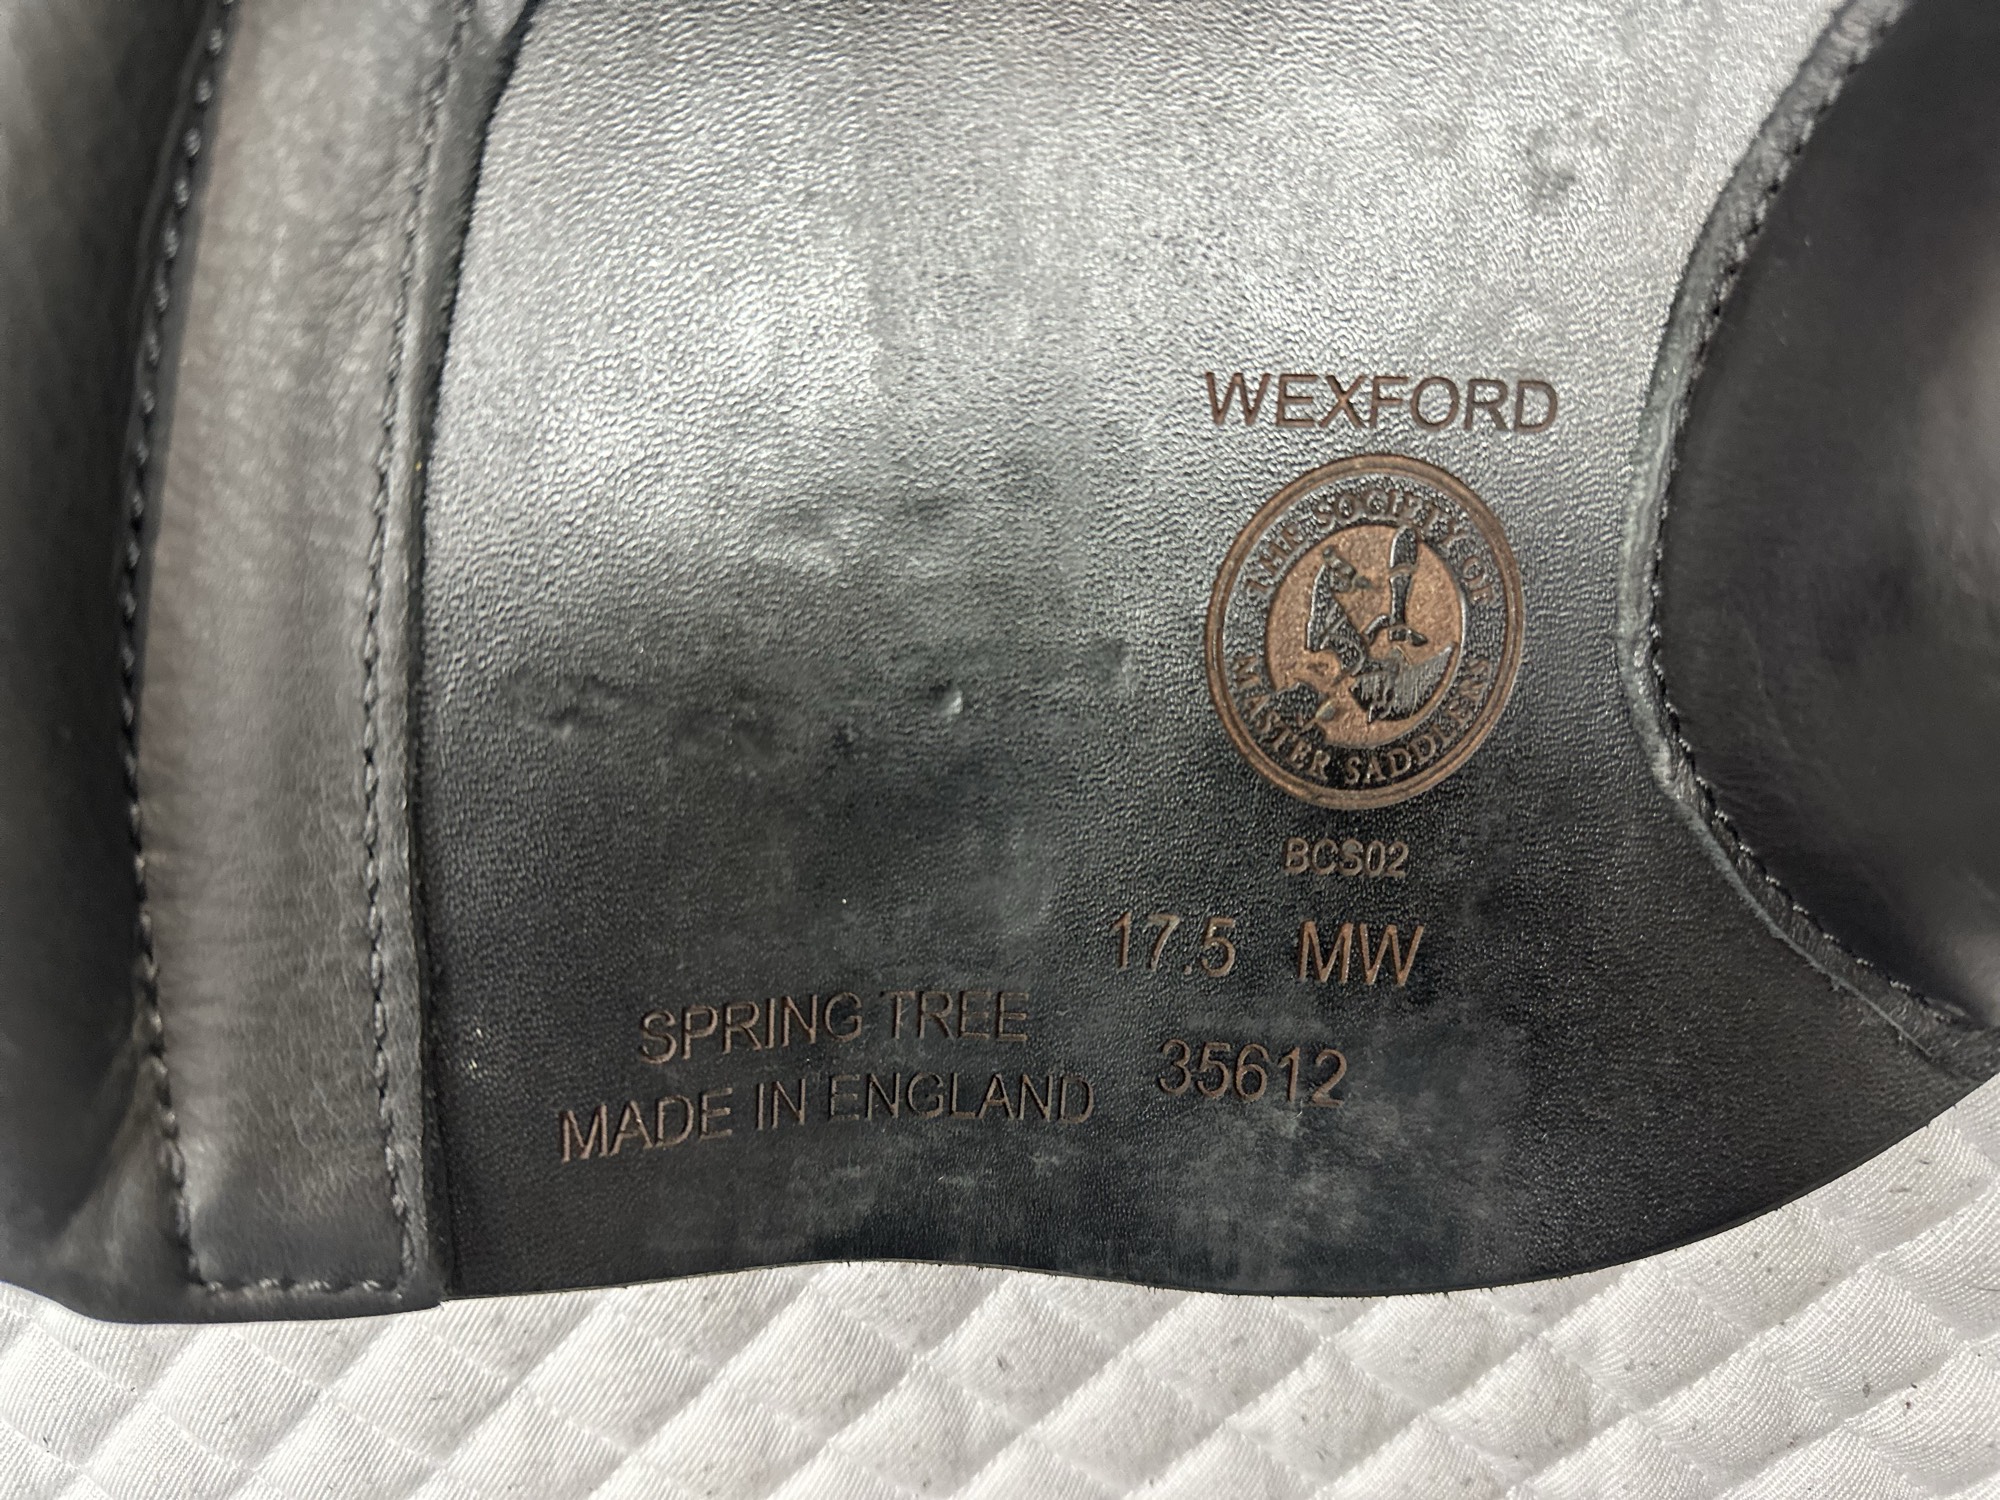 WEXFORD
THE SOCIETY OF
MASTER SADDLERS
BCS02
17.5 MW
SPRING TREE
35612
MADE IN ENGLAND